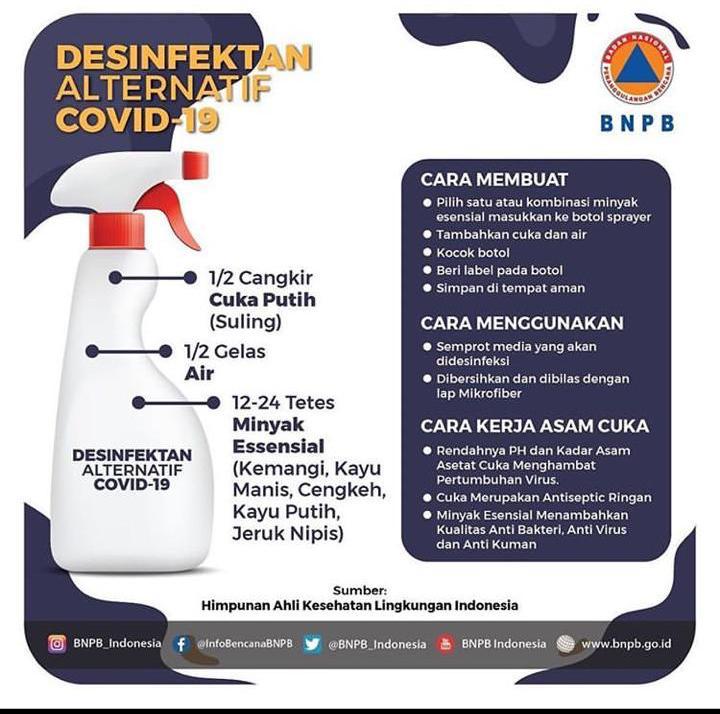 DESINFEKTAN
ALTERNATIF
COVID-19
BADAN NASIONAL
PENANGGULANGAN BENCANA
BNPB
1/2 Cangkir
Cuka Putih
(Suling)
1/2 Gelas
Air
12-24 Tetes
Minyak
Essensial
(Kemangi, Kayu
Manis, Cengkeh,
Kayu Putih,
Jeruk Nipis)
DESINFEKTAN
ALTERNATIF
COVID-19
CARA MEMBUAT
Pilih satu atau kombinasi minyak
esensial masukkan ke botol sprayer
Tambahkan cuka dan air
Kocok botol
Beri label pada botol
Simpan di tempat aman
CARA MENGGUNAKAN
Semprot media yang akan
didesinfeksi
Dibersihkan dan dibilas dengan
lap Mikrofiber
CARA KERJA ASAM CUKA
Rendahnya PH dan Kadar Asam
Asetat Cuka Menghambat
Pertumbuhan Virus.
Cuka Merupakan Antiseptic Ringan
Minyak Esensial Menambahkan
Kualitas Anti Bakteri, Anti Virus
dan Anti Kuman
Sumber:
Himpunan Ahli Kesehatan Lingkungan Indonesia
BNPB_Indonesia @InfoBencanaBNPB @BNPB_Indonesia BNPB Indonesia www.bnpb.go.id